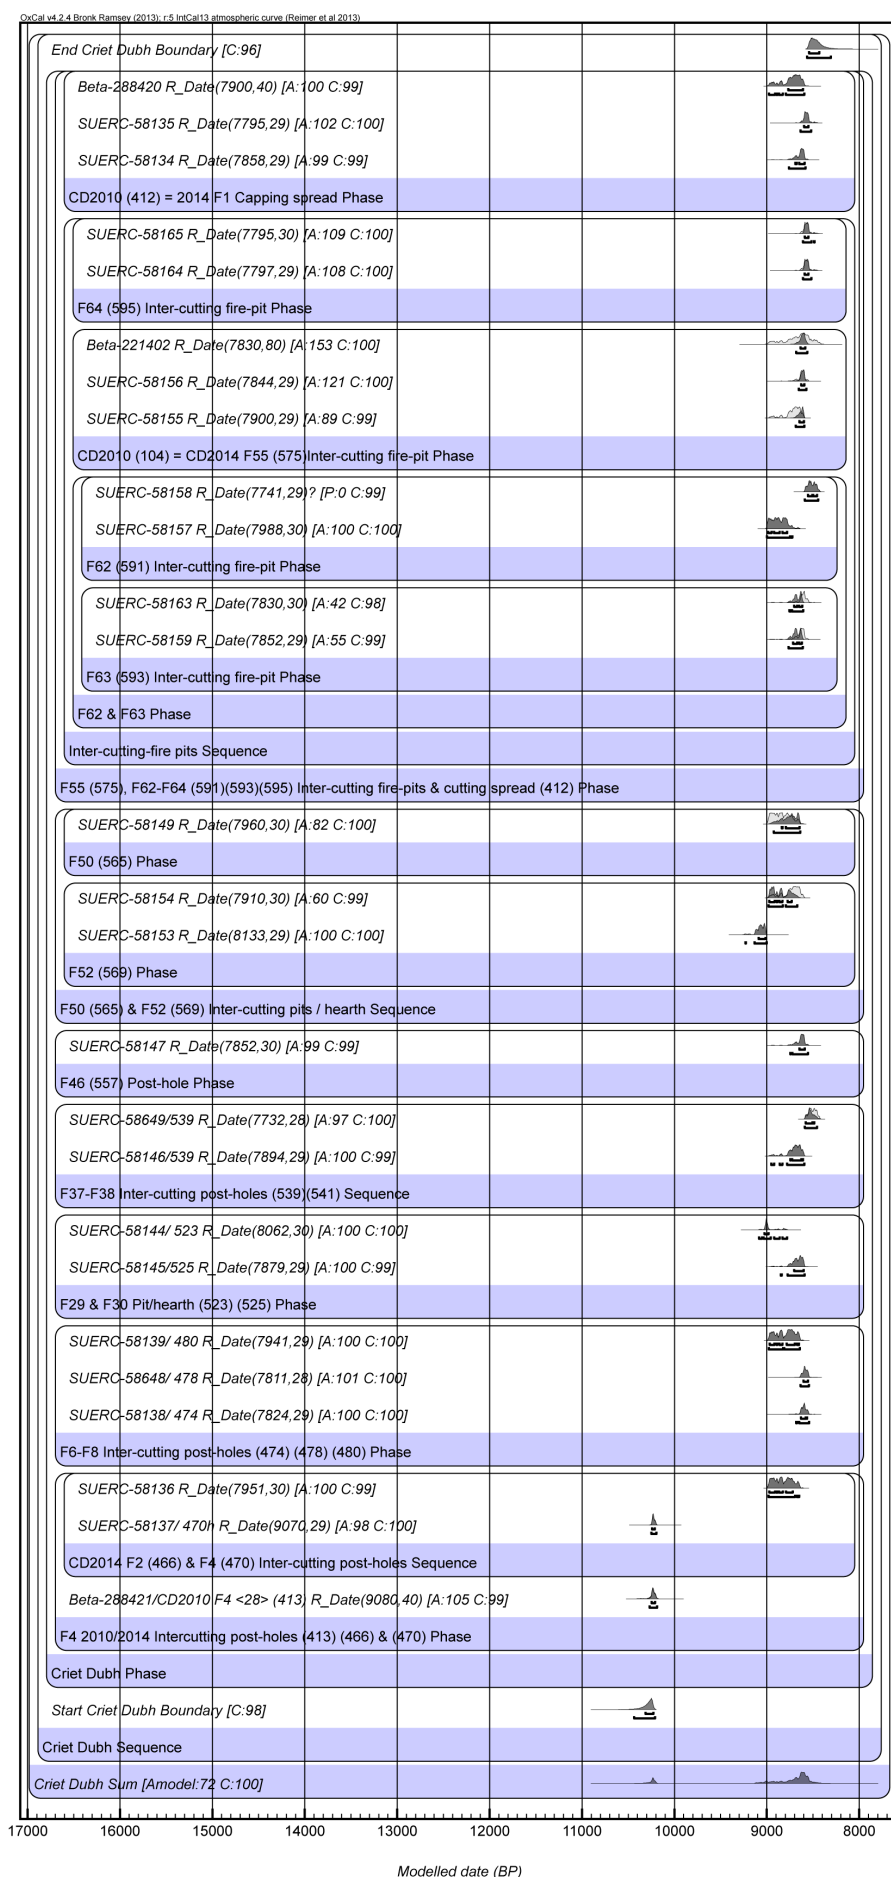 OxCal v4.2.4 Bronk Ramsey (2013); r:5 IntCal13 atmospheric curve (Reimer et al 2013)
End Criet Dubh Boundary [C:96]
Beta-288420 R_Date(7900,40) [A:100 C:99]
SUERC-58135 R_Date(7795,29) [A:102 C:100]
SUERC-58134 R_Date(7858,29) [A:99 C:99]
CD2010 (412) = 2014 F1 Capping spread Phase
SUERC-58165 R_Date(7795,30) [A:109 C:100]
SUERC-58164 R_Date(7797,29) [A:108 C:100]
F64 (595) Inter-cutting fire-pit Phase
Beta-221402 R_Date(7830,80) [A:153 C:100]
SUERC-58156 R_Date(7844,29) [A:121 C:100]
SUERC-58155 R_Date(7900,29) [A:89 C:99]
CD2010 (104) = CD2014 F55 (575)Inter-cutting fire-pit Phase
SUERC-58158 R_Date(7741,29)? [P:0 C:99]
SUERC-58157 R_Date(7988,30) [A:100 C:100]
F62 (591) Inter-cutting fire-pit Phase
SUERC-58163 R_Date(7830,30) [A:42 C:98]
SUERC-58159 R_Date(7852,29) [A:55 C:99]
F63 (593) Inter-cutting fire-pit Phase
F62 & F63 Phase
Inter-cutting-fire pits Sequence
F55 (575), F62-F64 (591)(593)(595) Inter-cutting fire-pits & cutting spread (412) Phase
SUERC-58149 R_Date(7960,30) [A:82 C:100]
F50 (565) Phase
SUERC-58154 R_Date(7910,30) [A:60 C:99]
SUERC-58153 R_Date(8133,29) [A:100 C:100]
F52 (569) Phase
F50 (565) & F52 (569) Inter-cutting pits / hearth Sequence
SUERC-58147 R_Date(7852,30) [A:99 C:99]
F46 (557) Post-hole Phase
SUERC-58649/539 R_Date(7732,28) [A:97 C:100]
SUERC-58146/539 R_Date(7894,29) [A:100 C:99]
F37-F38 Inter-cutting post-holes (539)(541) Sequence
SUERC-58144/ 523 R_Date(8062,30) [A:100 C:100]
SUERC-58145/525 R_Date(7879,29) [A:100 C:99]
F29 & F30 Pit/hearth (523) (525) Phase
SUERC-58139/ 480 R_Date(7941,29) [A:100 C:100]
SUERC-58648/ 478 R_Date(7811,28) [A:101 C:100]
SUERC-58138/ 474 R_Date(7824,29) [A:100 C:100]
F6-F8 Inter-cutting post-holes (474) (478) (480) Phase
SUERC-58136 R_Date(7951,30) [A:100 C:99]
SUERC-58137/ 470h R_Date(9070,29) [A:98 C:100]
CD2014 F2 (466) & F4 (470) Inter-cutting post-holes Sequence
Beta-288421/CD2010 F4 <28> (413) R_Date(9080,40) [A:105 C:99]
F4 2010/2014 Intercutting post-holes (413) (466) & (470) Phase
Criet Dubh Phase
Start Criet Dubh Boundary [C:98]
Criet Dubh Sequence
Criet Dubh Sum [Amodel:72 C:100]
17000 16000 15000 14000 13000 12000 11000 10000 9000 8000
Modelled date (BP)